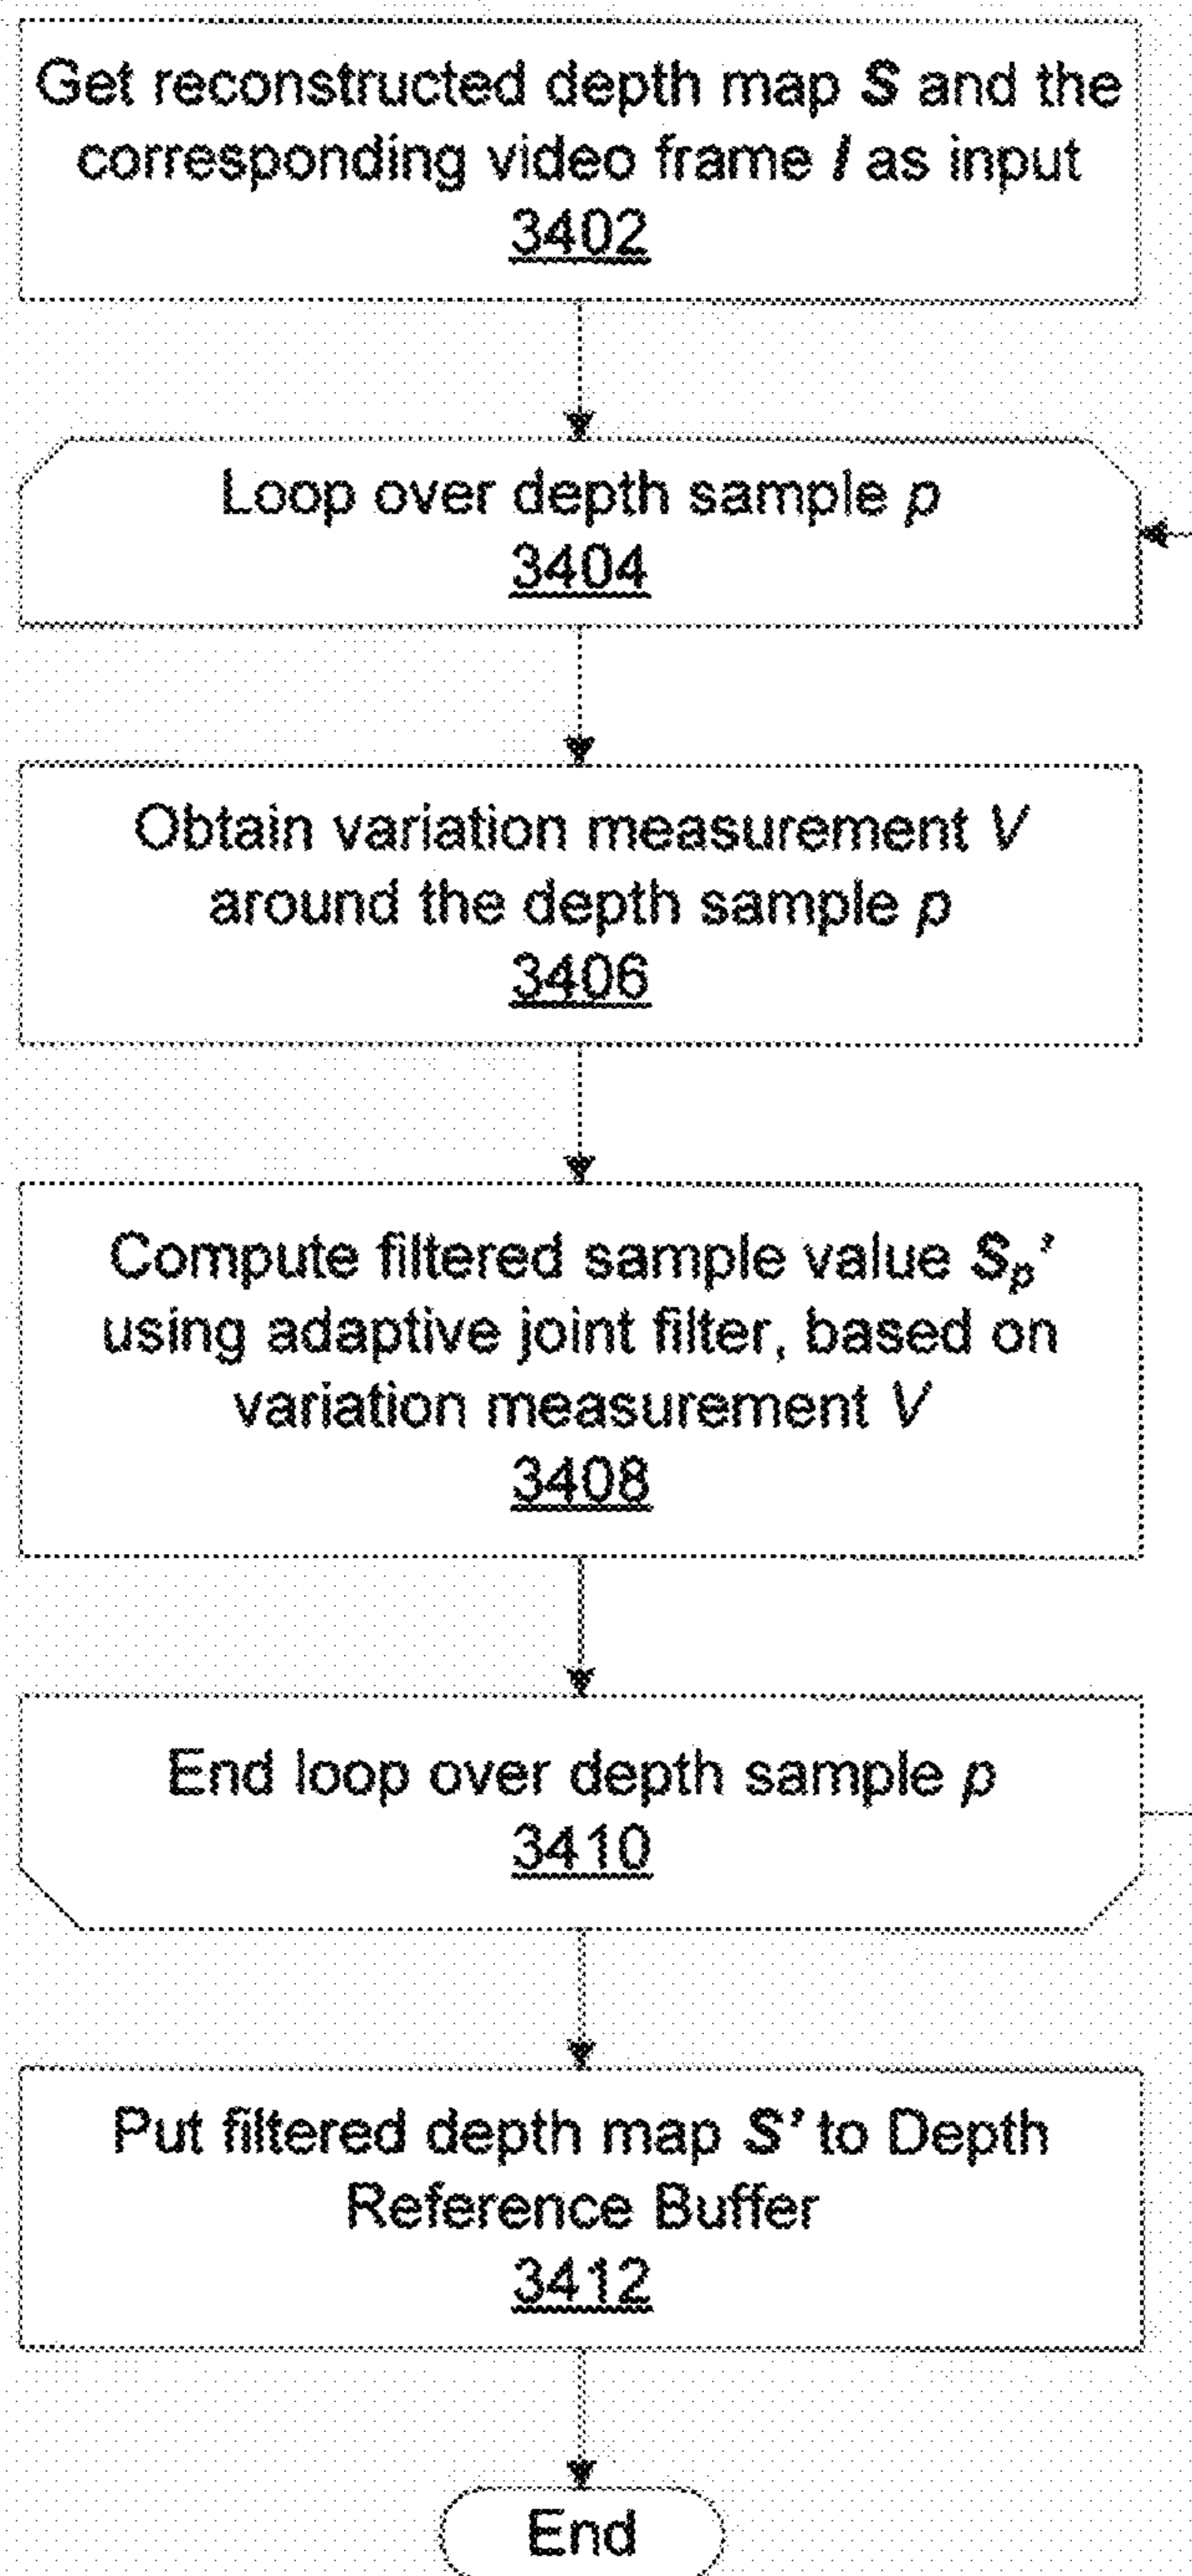 Get reconstructed depth map S and the
corresponding video frame I as input
3402
Loop over depth sample p
3404
Obtain variation measurement V
around the depth sample p
3406
Compute filtered sample value Sp’
using adaptive joint filter, based on
variation measurement V
3408
End loop over depth sample p
3410
Put filtered depth map S’ to Depth
Reference Buffer
3412
End